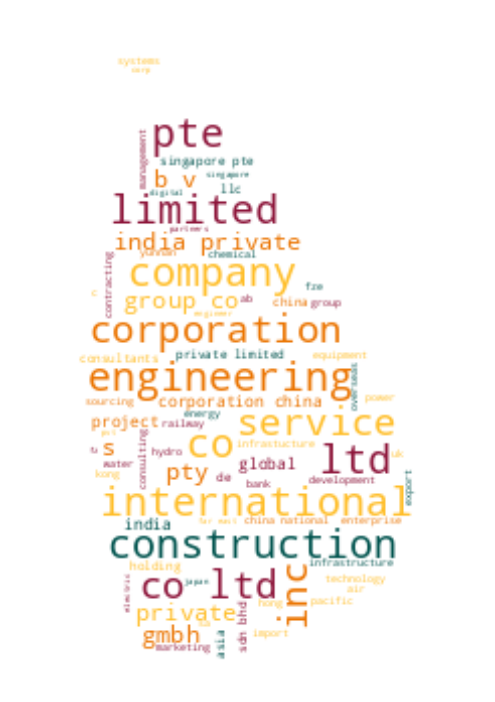 systems
corp
pte
management
singapore pte
singapore
b v
digital
llc
limited
partners
india private
yunnan
chemical
contracting
company
fze
c
group co
ab
china
group
engineer
corporation
consultants
private limited
equipment
engineering
overseas
sourcing
corporation china
power
energy
project
railway
service
co
infrastucture
s
hydro
ltd
uk
water
consulting
global
kong
pty
de
bank
development
export
international
india
far east
china national
enterprise
construction
infrastructure
holding
electric
co
japan
ltd
inc
technology
air
private
hong
pacific
gmbh
asia
sdn bhd
import
marketing